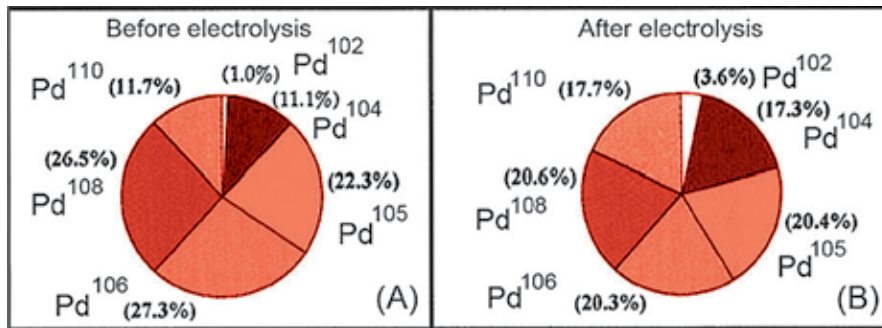 Before electrolysis
Pd110 (11.7%) (1.0%) Pd102
(11.1%) Pd104
(26.5%) Pd108
(22.3%) Pd105
Pd106 (27.3%)
(A)
After electrolysis
Pd110 (17.7%) (3.6%) Pd102
(17.3%) Pd104
(20.6%) Pd108
(20.4%) Pd105
Pd106 (20.3%)
(B)